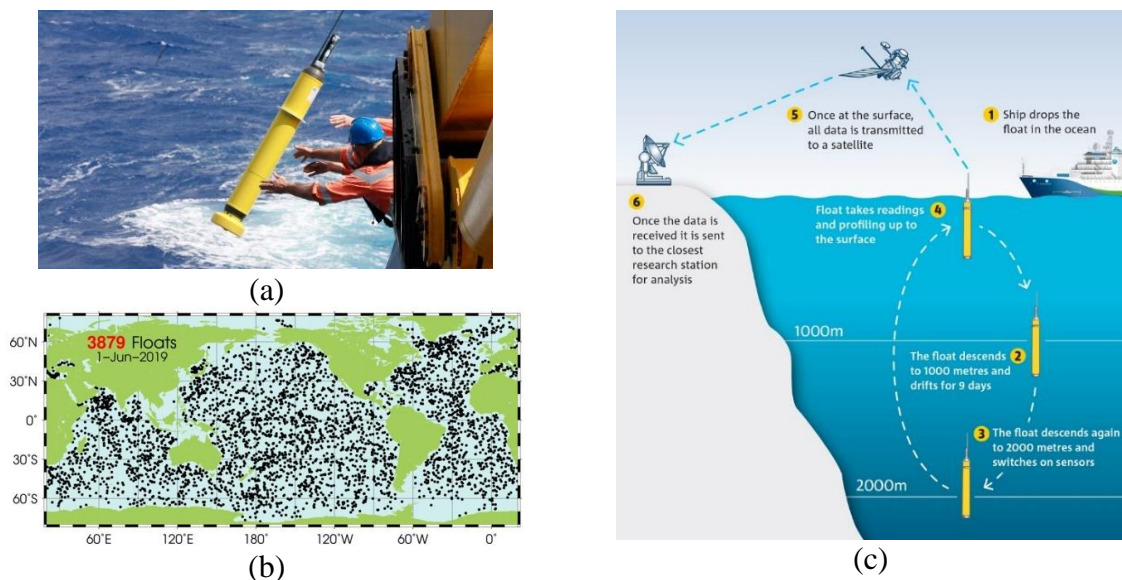 (a)
3879 Floats
1-Jun-2019
60°N
30°N
0°
30°S
60°S
60°E
120°E
180°
120°W
60°W
0°
(b)
5 Once at the surface,
all data is transmitted
to a satellite
1 Ship drops the
float in the ocean
6
Once the data is
received it is sent
to the closest
research station
for analysis
Float takes readings 4
and profiling up to
the surface
1000m
The float descends 2
to 1000 metres and
drifts for 9 days
3 The float descends again
to 2000 metres and
switches on sensors
2000m
(c)